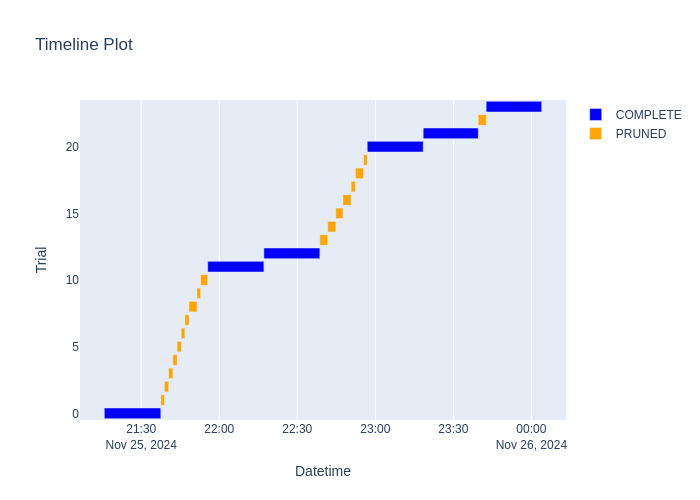 Timeline Plot
COMPLETE
PRUNED
20
15
10
5
0
Trial
21:30 22:00 22:30 23:00 23:30 00:00
Nov 25, 2024 Nov 26, 2024
Datetime